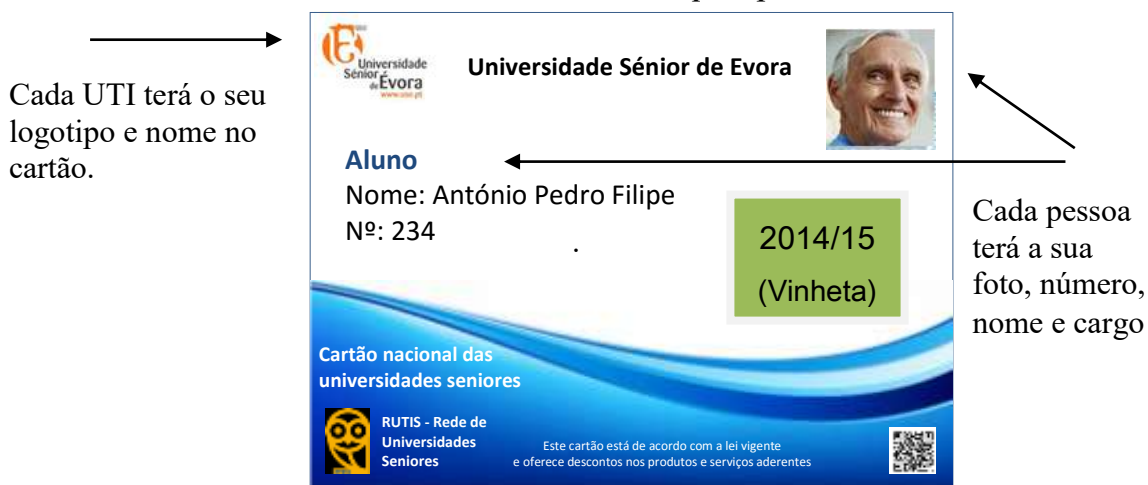 Universidade
Sénior
de Évora
www.use.pt
Universidade Sénior de Evora
Cada UTI terá o seu
logotipo e nome no
cartão.
Aluno
Nome: António Pedro Filipe
Nº: 234
.
2014/15
(Vinheta)
Cada pessoa
terá a sua
foto, número,
nome e cargo
Cartão nacional das
universidades seniores
RUTIS - Rede de
Universidades
Seniores
Este cartão está de acordo com a lei vigente
e oferece descontos nos produtos e serviços aderentes